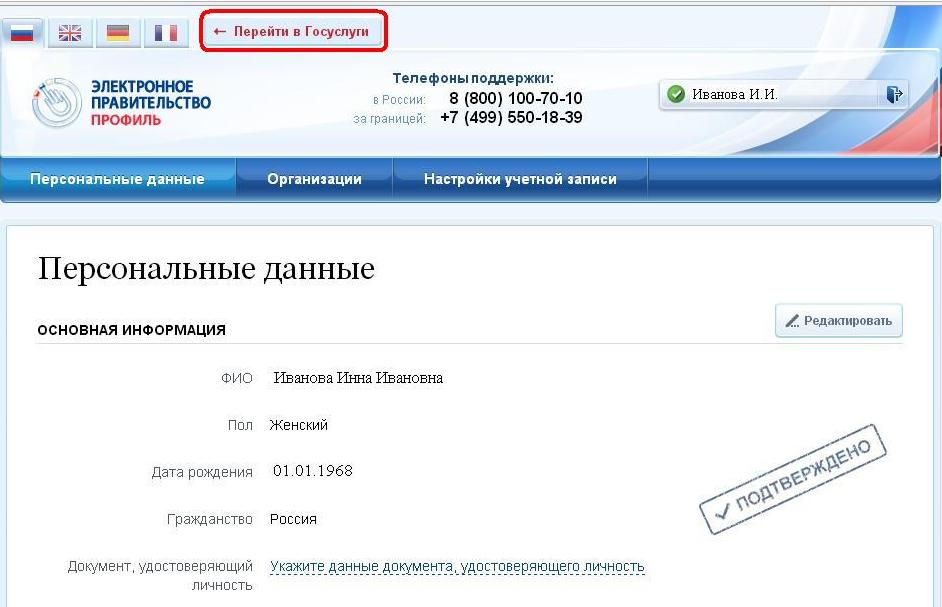 ← Перейти в Госуслуги
ЭЛЕКТРОННОЕ
ПРАВИТЕЛЬСТВО
ПРОФИЛЬ
Телефоны поддержки:
в России: 8 (800) 100-70-10
за границей: +7 (499) 550-18-39
Иванова И.И.
Персональные данные Организации Настройки учетной записи
Персональные данные
ОСНОВНАЯ ИНФОРМАЦИЯ
Редактировать
ФИО Иванова Инна Ивановна
Пол Женский
Дата рождения 01.01.1968
Гражданство Россия
ПОДТВЕРЖДЕНО
Документ, удостоверяющий Укажите данные документа, удостоверяющего личность
личность